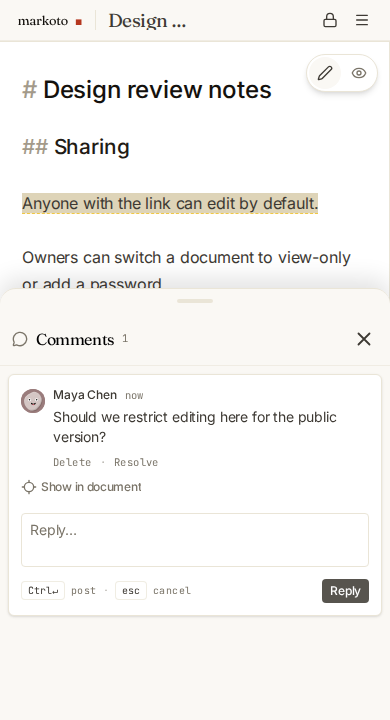 markoto
Design ...
# Design review notes
## Sharing
Anyone with the link can edit by default.
Owners can switch a document to view-only
or add a password
Comments 1
Maya Chen now
Should we restrict editing here for the public
version?
Delete · Resolve
Show in document
Reply...
Ctrl↵ post · esc cancel
Reply